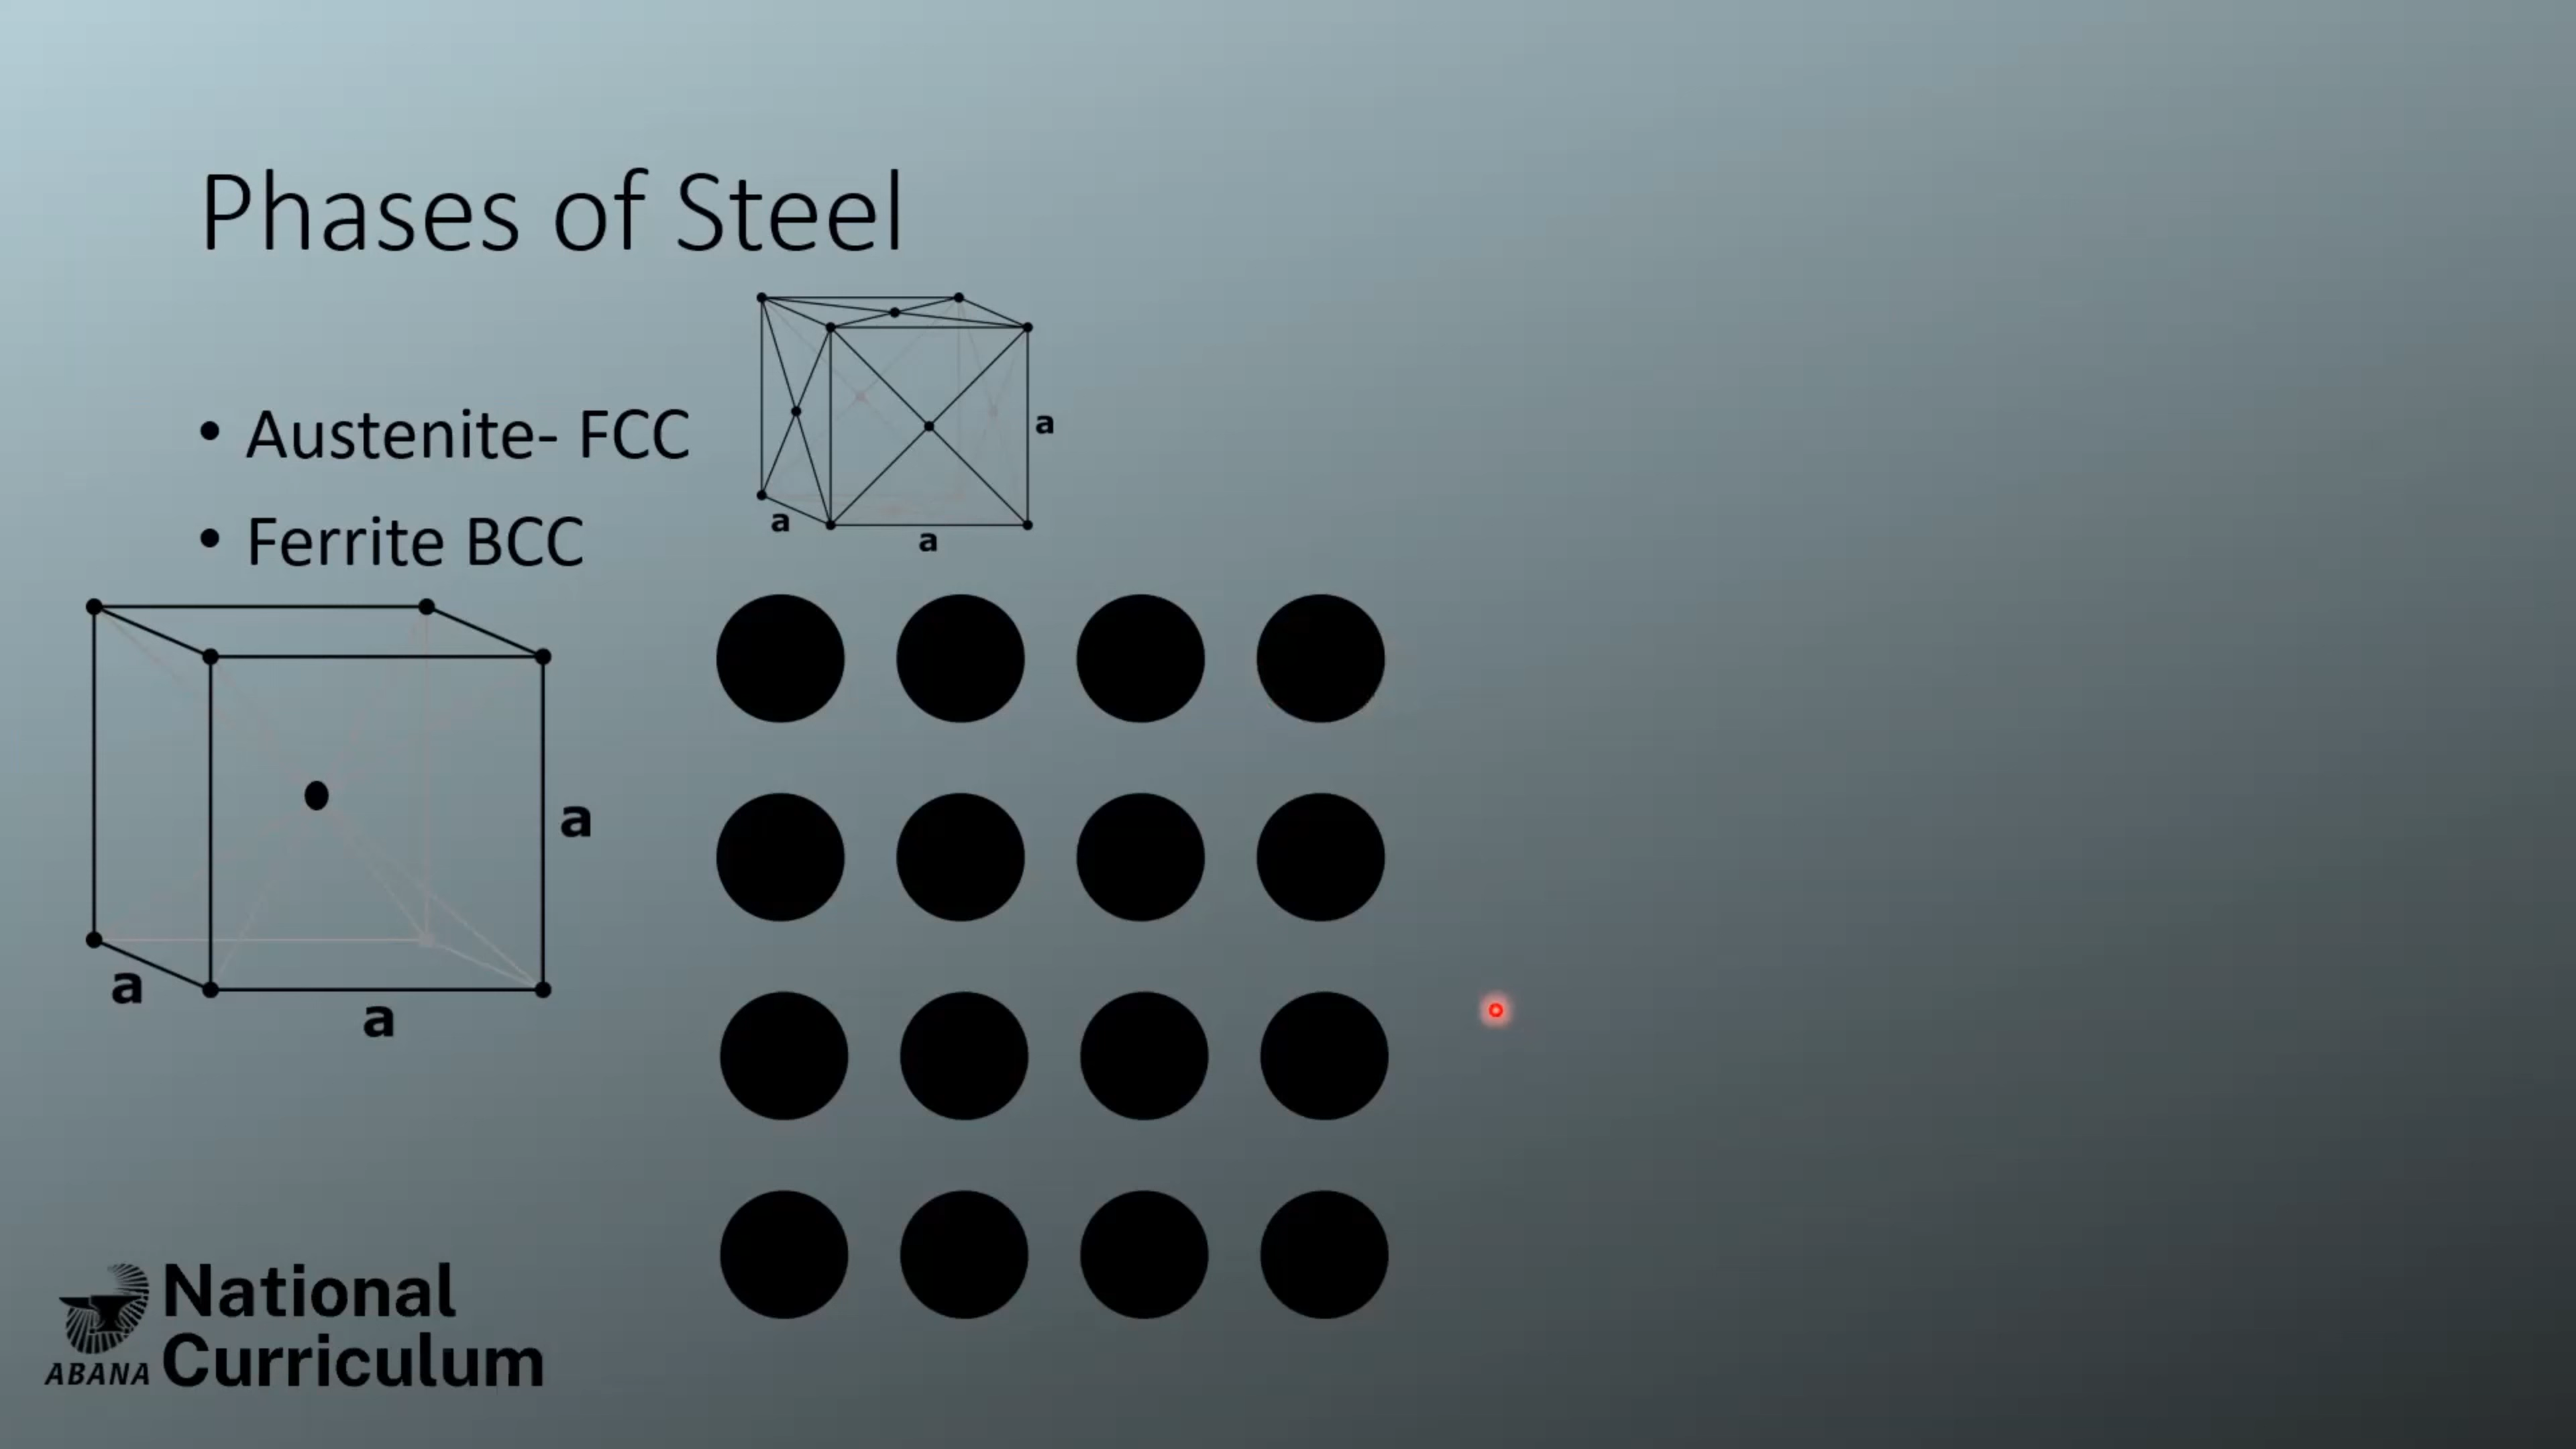 Phases of Steel
• Austenite- FCC
a
a
a
• Ferrite BCC
a
a
a
National
Curriculum
ABANA